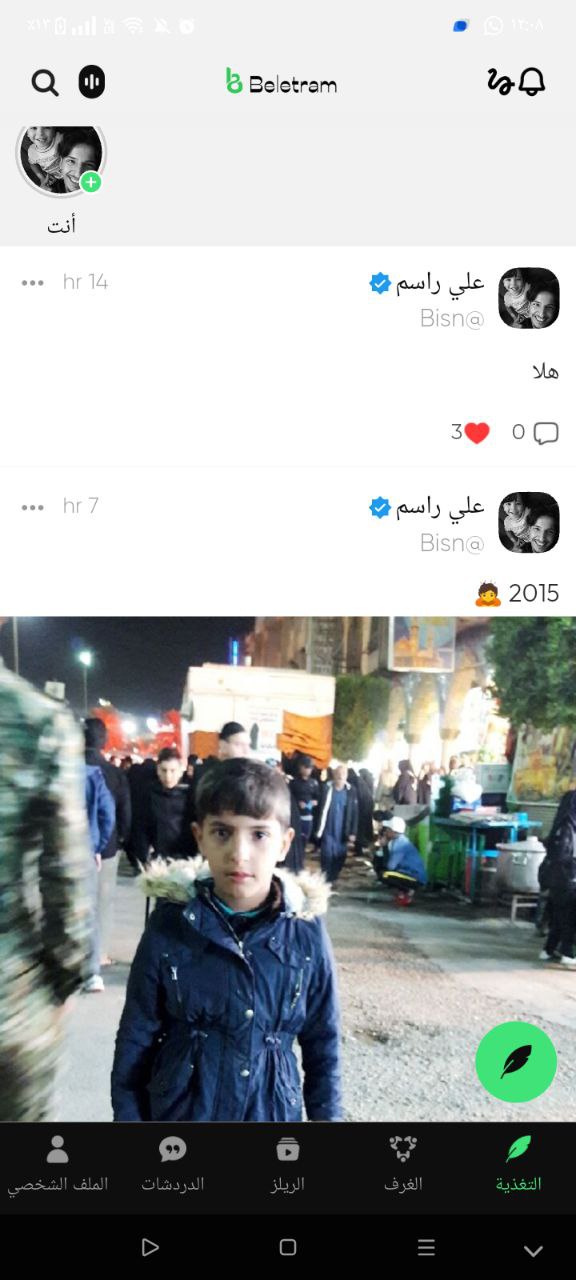 ١٢:٠٨
٪١٣
Beletram
أنت
علي راسم
14 hr
@Bisn
هلا
0
3
علي راسم
7 hr
@Bisn
2015 🙇
التغذية
الغرف
الريلز
الدردشات
الملف الشخصي